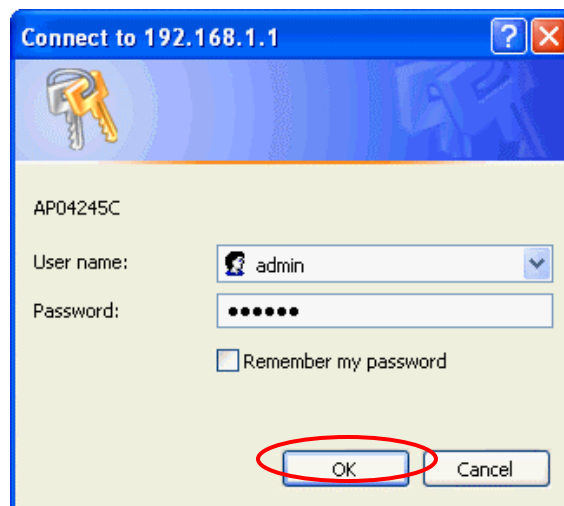 Connect to 192.168.1.1
AP04245C
User name: admin
Password: ••••••
Remember my password
OK Cancel